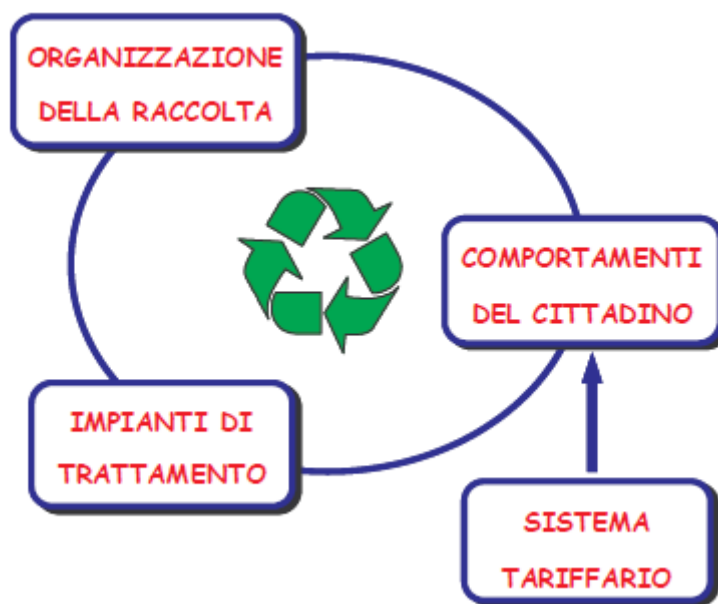 ORGANIZZAZIONE
DELLA RACCOLTA
COMPORTAMENTI
DEL CITTADINO
IMPIANTI DI
TRATTAMENTO
SISTEMA
TARIFFARIO